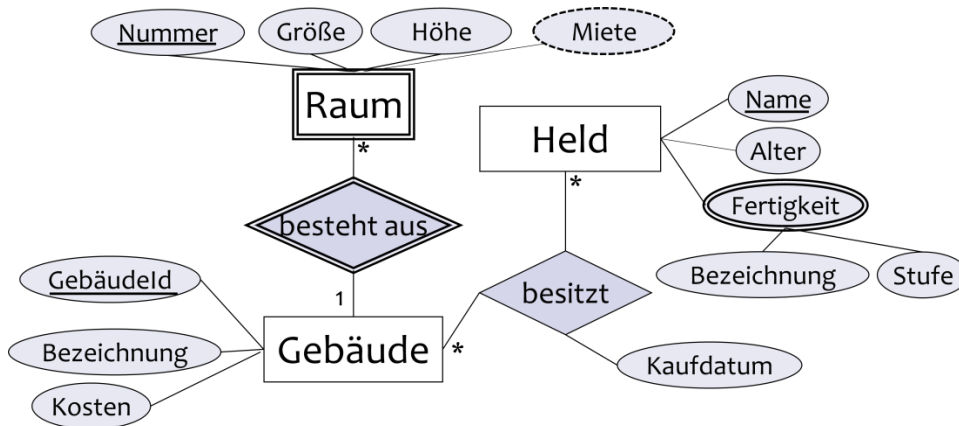 Nummer
Größe
Höhe
Miete
Raum
*
Name
Held
Alter
*
Fertigkeit
besteht aus
Bezeichnung
Stufe
GebäudeId
1
besitzt
Bezeichnung
Gebäude
*
Kaufdatum
Kosten